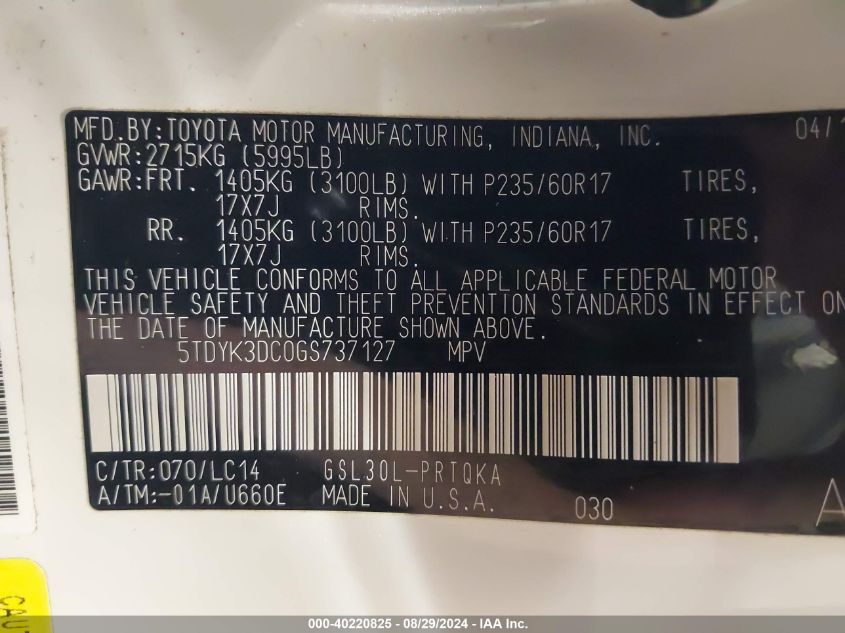 MFD.BY:TOYOTA MOTOR MANUFACTURING, INDIANA, INC. 04/1
GVWR:2715KG (5995LB)
GAWR:FRT. 1405KG (3100LB) WITH P235/60R17 TIRES,
17X7J RIMS.
RR. 1405KG (3100LB) WITH P235/60R17 TIRES,
17X7J RIMS.
THIS VEHICLE CONFORMS TO ALL APPLICABLE FEDERAL MOTOR
VEHICLE SAFETY AND THEFT PREVENTION STANDARDS IN EFFECT ON
THE DATE OF MANUFACTURE SHOWN ABOVE.
5TDYK3DC0GS737127 MPV
C/TR:070/LC14 GSL30L-PRTQKA
A/TM:-01A/U660E MADE IN U.S.A. 030 A
CAUT
000-40220825 - 08/29/2024 - IAA Inc.